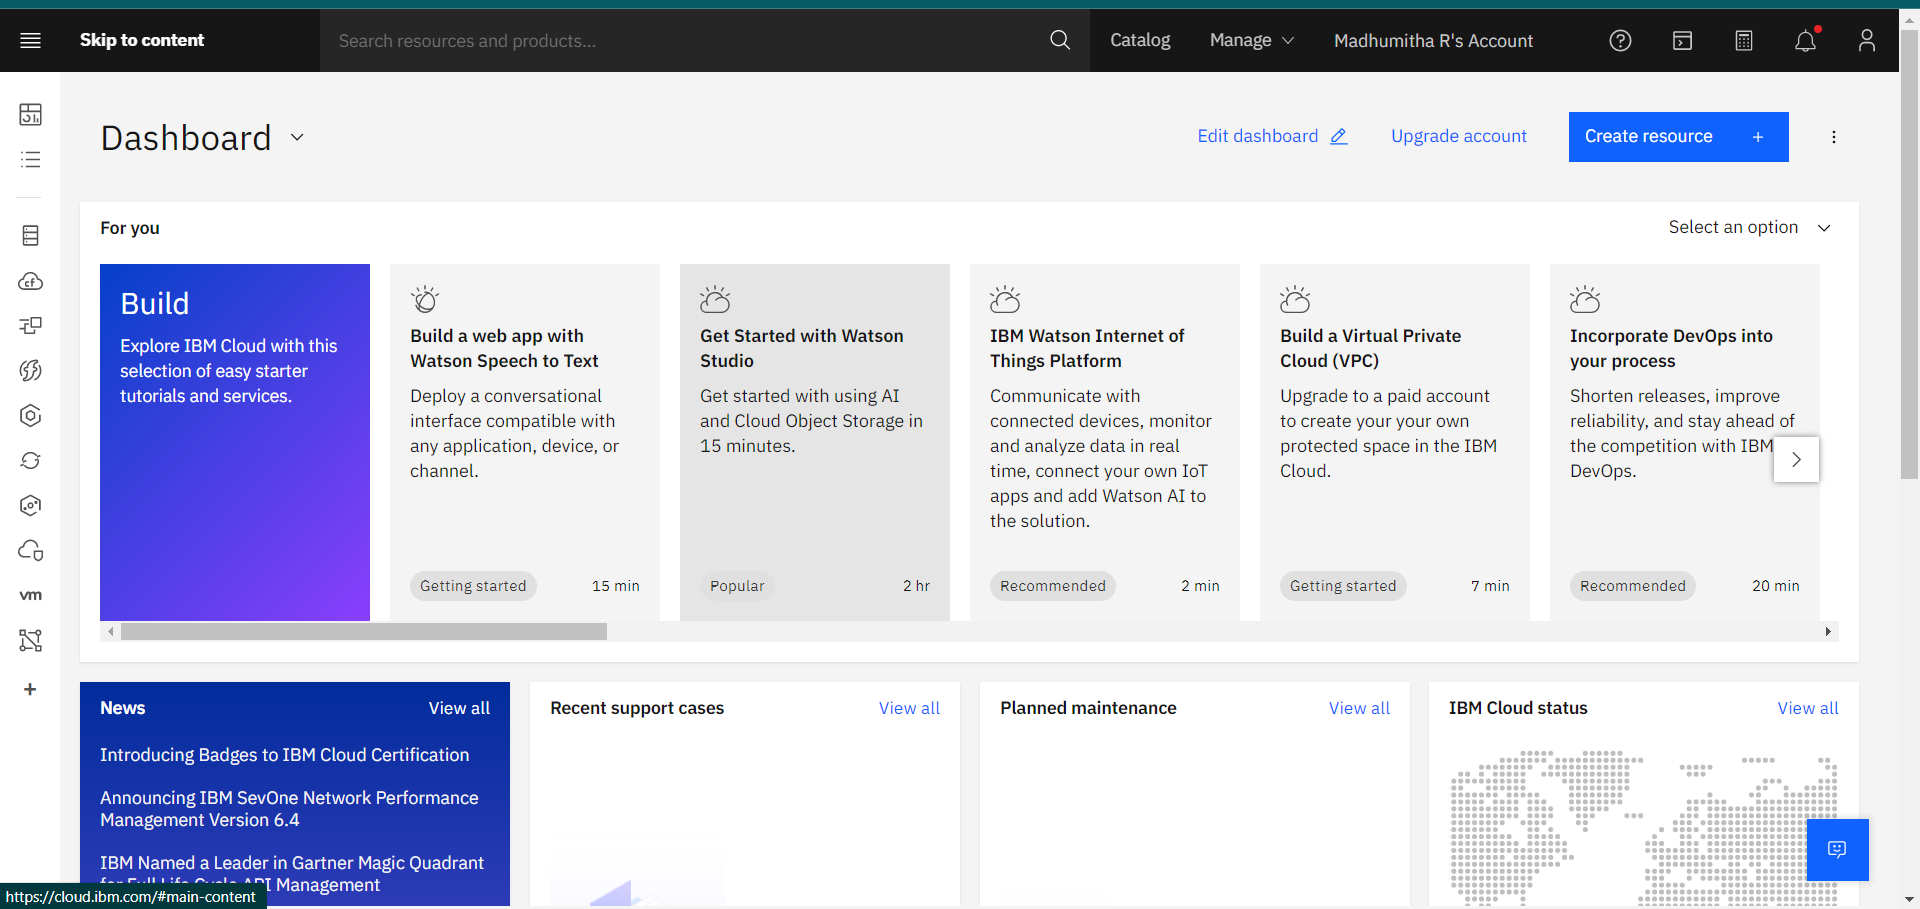 Skip to content
Search resources and products...
Catalog
Manage
Madhumitha R's Account
Dashboard
Edit dashboard
Upgrade account
Create resource +
For you
Select an option
Build
Explore IBM Cloud with this
selection of easy starter
tutorials and services.
Build a web app with
Watson Speech to Text
Deploy a conversational
interface compatible with
any application, device, or
channel.
Getting started
15 min
Get Started with Watson
Studio
Get started with using AI
and Cloud Object Storage in
15 minutes.
Popular
2 hr
IBM Watson Internet of
Things Platform
Communicate with
connected devices, monitor
and analyze data in real
time, connect your own IoT
apps and add Watson AI to
the solution.
Recommended
2 min
Build a Virtual Private
Cloud (VPC)
Upgrade to a paid account
to create your your own
protected space in the IBM
Cloud.
Getting started
7 min
Incorporate DevOps into
your process
Shorten releases, improve
reliability, and stay ahead of
the competition with IBM
DevOps.
Recommended
20 min
cf
vm
+
News
View all
Introducing Badges to IBM Cloud Certification
Announcing IBM SevOne Network Performance
Management Version 6.4
IBM Named a Leader in Gartner Magic Quadrant
for Full Life Cycle API Management
Recent support cases
View all
Planned maintenance
View all
IBM Cloud status
View all
https://cloud.ibm.com/#main-content